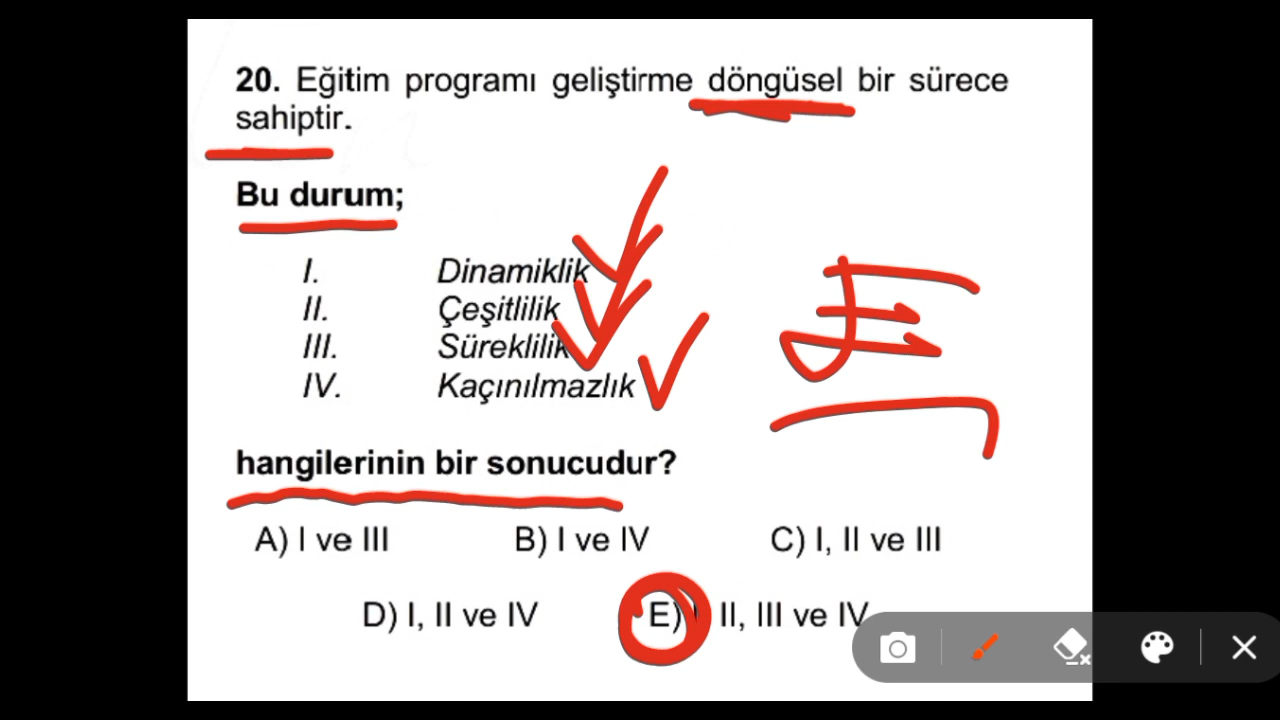 20. Eğitim programı geliştirme döngüsel bir sürece
sahiptir.
Bu durum;
I. Dinamiklik
II. Çeşitlilik
III. Süreklilik
IV. Kaçınılmazlık
hangilerinin bir sonucudur?
A) I ve III B) I ve IV C) I, II ve III
D) I, II ve IV E) II, III ve IV